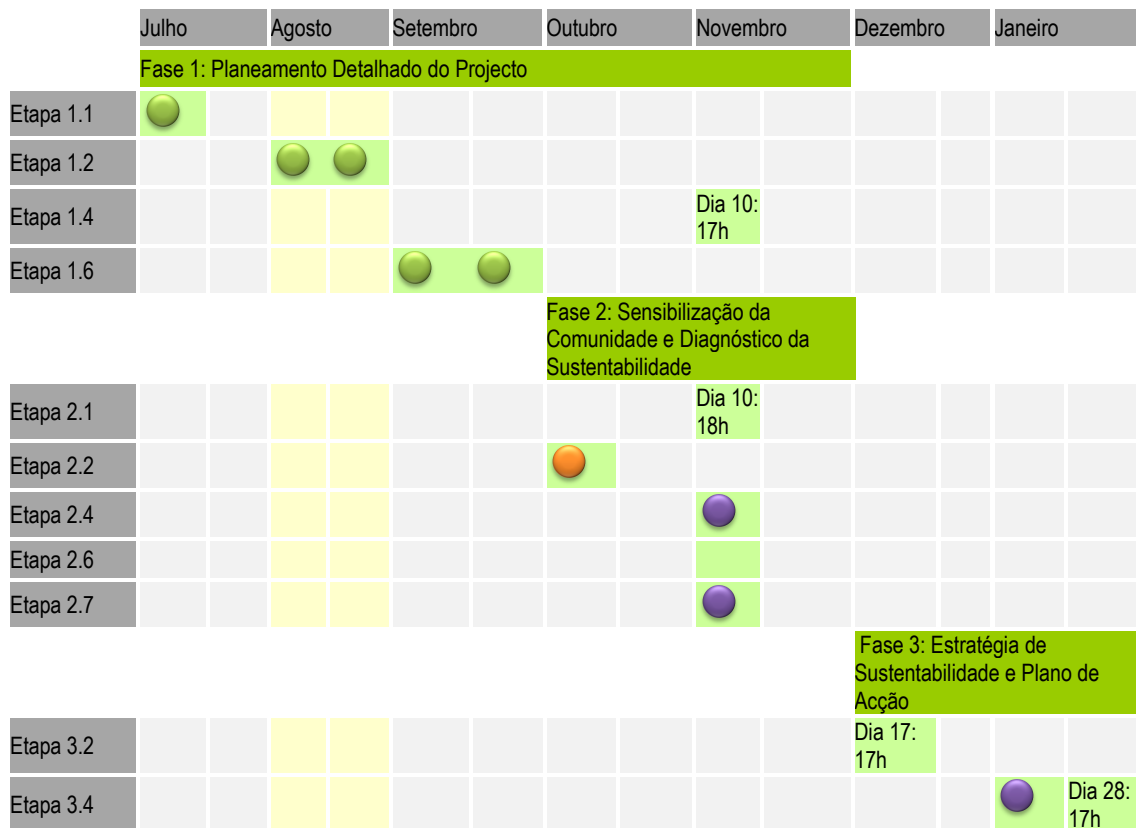 Julho Agosto Setembro Outubro Novembro Dezembro Janeiro
Fase 1: Planeamento Detalhado do Projecto
Etapa 1.1
Etapa 1.2
Etapa 1.4
Dia 10:
17h
Etapa 1.6
Fase 2: Sensibilização da
Comunidade e Diagnóstico da
Sustentabilidade
Etapa 2.1
Dia 10:
18h
Etapa 2.2
Etapa 2.4
Etapa 2.6
Etapa 2.7
Fase 3: Estratégia de
Sustentabilidade e Plano de
Acção
Etapa 3.2
Dia 17:
17h
Etapa 3.4
Dia 28:
17h